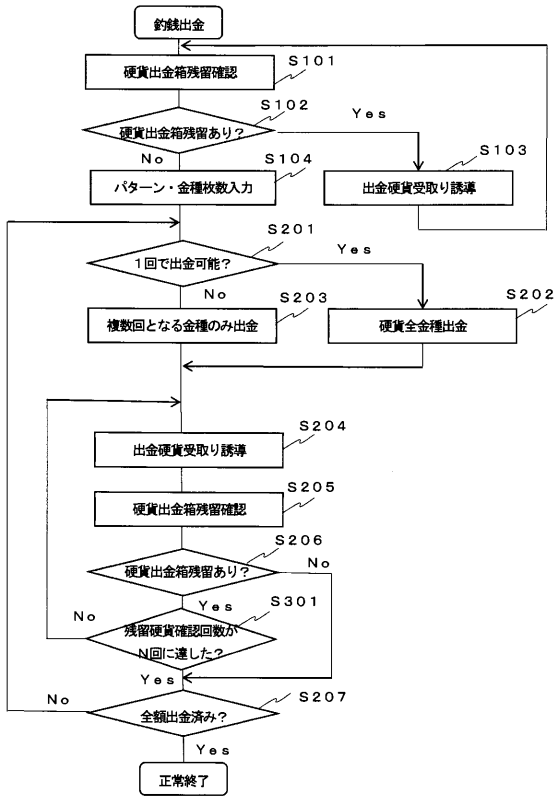 釣銭出金
硬貨出金箱残留確認
S101
硬貨出金箱残留あり?
S102
Yes
No
出金硬貨受取り誘導
S103
パターン・金種枚数入力
S104
1回で出金可能?
S201
Yes
No
複数回となる金種のみ出金
S203
硬貨全金種出金
S202
出金硬貨受取り誘導
S204
硬貨出金箱残留確認
S205
硬貨出金箱残留あり?
S206
No
Yes
残留硬貨確認回数が
N回に達した?
S301
No
Yes
全額出金済み?
S207
No
Yes
正常終了